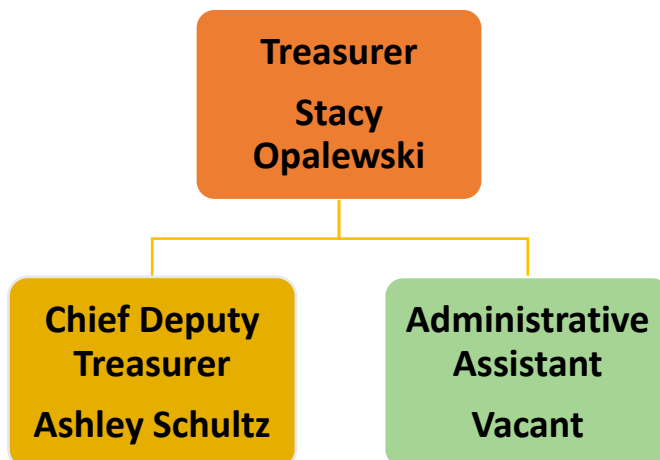 Treasurer
Stacy
Opalewski
Chief Deputy
Treasurer
Ashley Schultz
Administrative
Assistant
Vacant